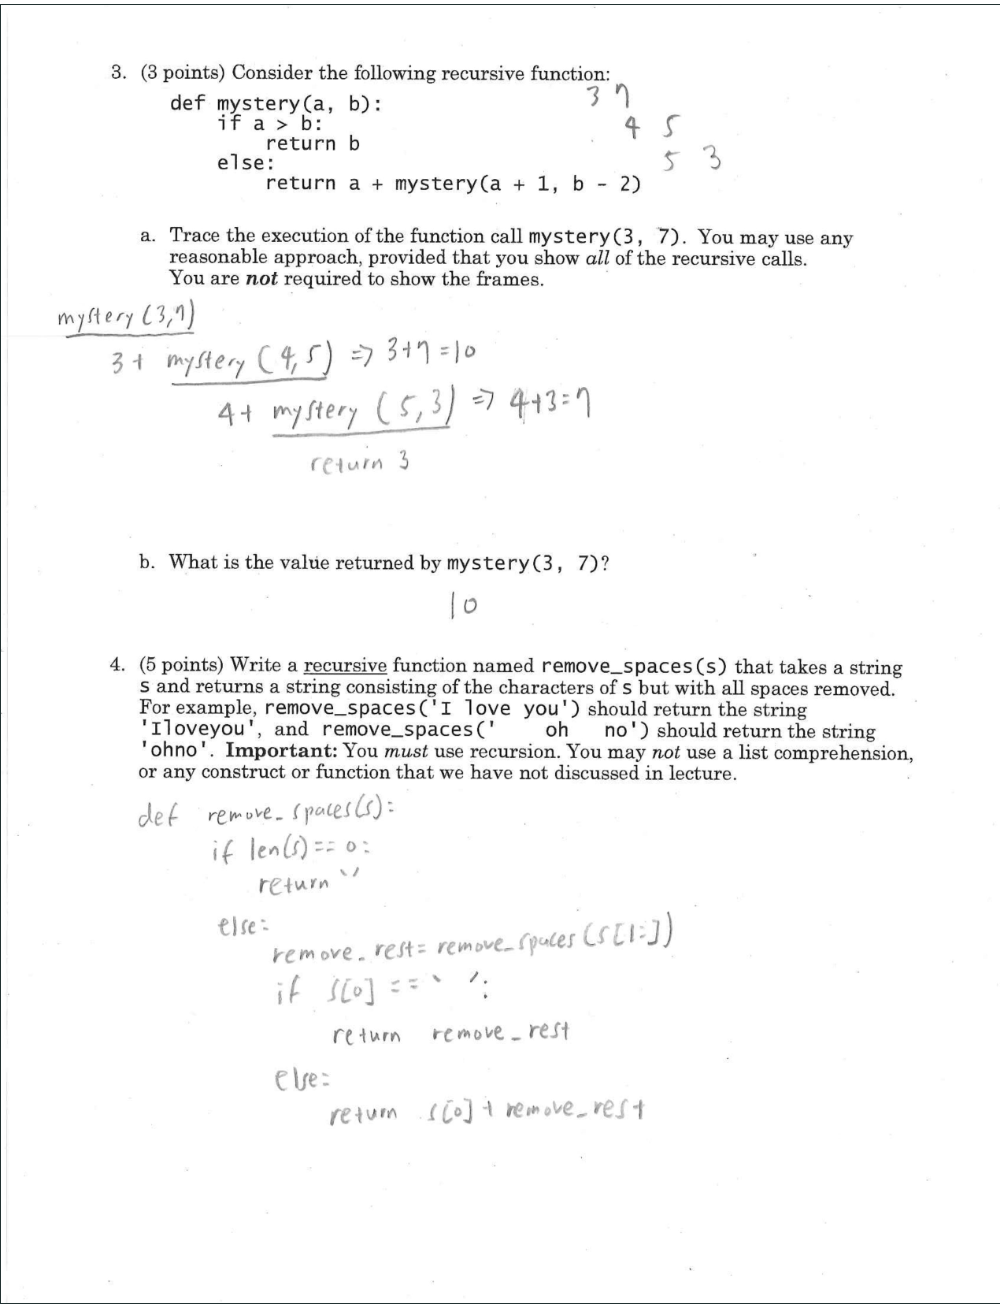 3. (3 points) Consider the following recursive function:
3 7
def mystery(a, b):
if a > b:
4 5
return b
else:
5 3
return a + mystery(a + 1, b - 2)
a. Trace the execution of the function call mystery(3, 7). You may use any
reasonable approach, provided that you show all of the recursive calls.
You are not required to show the frames.
mystery (3,7)
3 + mystery (4,5) => 3+7=10
4+ mystery (5,3) => 4+3=7
return 3
b. What is the value returned by mystery(3, 7)?
10
4. (5 points) Write a recursive function named remove_spaces(s) that takes a string
s and returns a string consisting of the characters of s but with all spaces removed.
For example, remove_spaces('I love you') should return the string
'Iloveyou', and remove_spaces('    oh   no') should return the string
'ohno'. Important: You must use recursion. You may not use a list comprehension,
or any construct or function that we have not discussed in lecture.
def remove_spaces(s):
if len(s) == 0:
return ''
else:
remove_rest = remove_spaces(s[1:])
if s[0] == ' ':
return remove_rest
else:
return s[0] + remove_rest